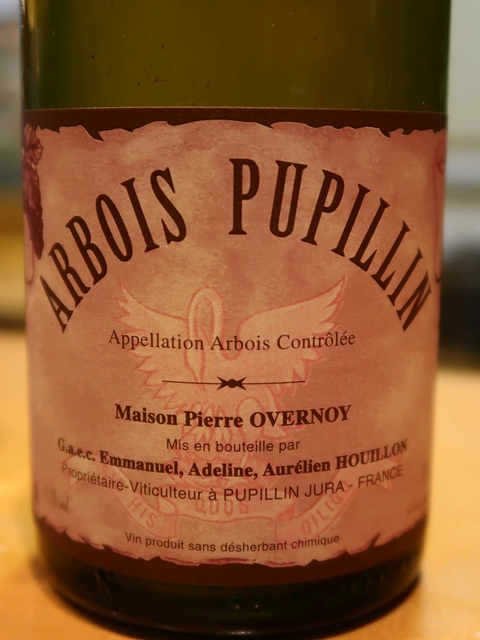 ARBOIS PUPILLIN
Appellation Arbois Contrôlée
Maison Pierre OVERNOY
Mis en bouteille par
G.a.e.c. Emmanuel, Adeline, Aurélien HOUILLON
Propriétaire-Viticulteur à PUPILLIN JURA - FRANCE
Vin produit sans désherbant chimique